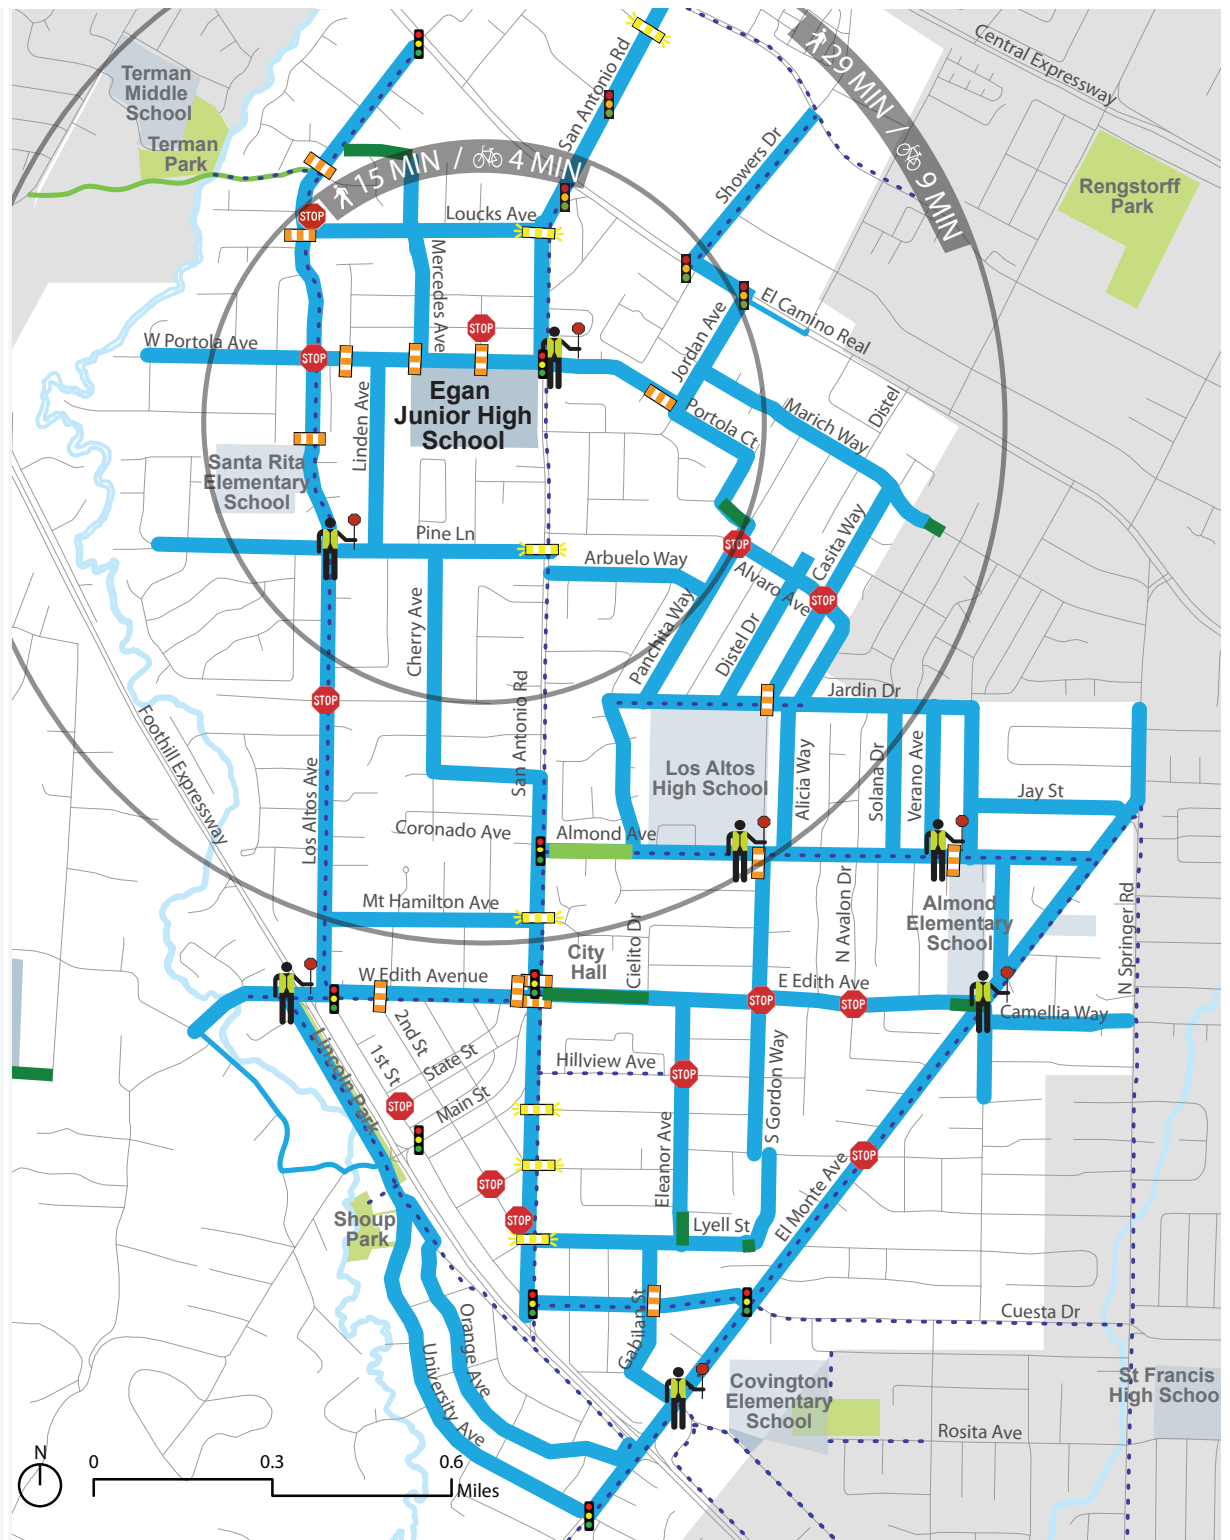 Central Expressway
San Antonio Rd
29 MIN / 9 MIN
Terman
Middle
School
Terman
Park
15 MIN / 4 MIN
Showers Dr
Rengstorff
Park
STOP
Loucks Ave
Mercedes Ave
El Camino Real
STOP
W Portola Ave
STOP
Jordan Ave
Egan
Junior High
School
Linden Ave
Portola Ct
Marich Way
Distel
Santa Rita
Elementary
School
Pine Ln
Arbuelo Way
STOP
Alvaro Ave
Casita Way
STOP
Cherry Ave
Panchita Way
Distel Dr
San Antonio Rd
STOP
Jardin Dr
Foothill Expressway
Los Altos Ave
Los Altos
High School
Alicia Way
Solana Dr
Verano Ave
Jay St
Coronado Ave
Almond Ave
Mt Hamilton Ave
Cielito Dr
N Avalon Dr
Almond
Elementary
School
N Springer Rd
City
Hall
W Edith Avenue
E Edith Ave
STOP
STOP
Camellia Way
Lincoln Park
2nd St
1st St
State St
Main St
STOP
Hillview Ave
STOP
S Gordon Way
Eleanor Ave
STOP
El Monte Ave
STOP
STOP
Shoup
Park
Lyell St
Gabilan St
Cuesta Dr
Orange Ave
University Ave
Covington
Elementary
School
St Francis
High Schoo
Rosita Ave
N
0
0.3
0.6
Miles